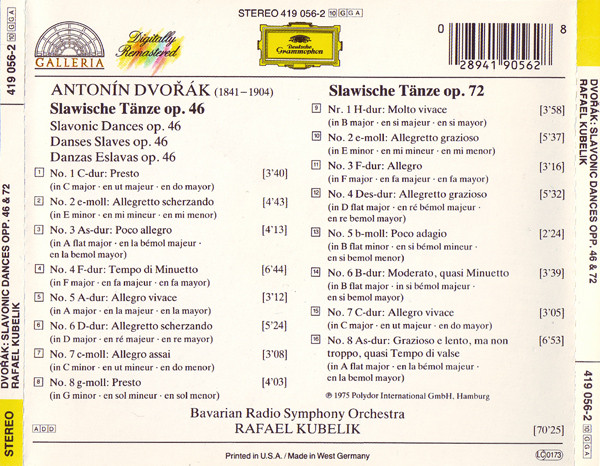 STEREO 419 056-2 10 G G A
GALLERIA
Digitally
Remastered
Deutsche
Grammophon
0 28941 90562 8
ANTONÍN DVOŘÁK (1841–1904)
Slawische Tänze op. 46
Slavonic Dances op. 46
Danses Slaves op. 46
Danzas Eslavas op. 46
1 No. 1 C-dur: Presto [3'40]
(in C major · en ut majeur · en do mayor)
2 No. 2 e-moll: Allegretto scherzando [4'43]
(in E minor · en mi mineur · en mi menor)
3 No. 3 As-dur: Poco allegro [4'13]
(in A flat major · en la bémol majeur ·
en la bemol mayor)
4 No. 4 F-dur: Tempo di Minuetto [6'44]
(in F major · en fa majeur · en fa mayor)
5 No. 5 A-dur: Allegro vivace [3'12]
(in A major · en la majeur · en la mayor)
6 No. 6 D-dur: Allegretto scherzando [5'24]
(in D major · en ré majeur · en re mayor)
7 No. 7 c-moll: Allegro assai [3'08]
(in C minor · en ut mineur · en do menor)
8 No. 8 g-moll: Presto [4'03]
(in G minor · en sol mineur · en sol menor)
Slawische Tänze op. 72
9 Nr. 1 H-dur: Molto vivace [3'58]
(in B major · en si majeur · en si mayor)
10 No. 2 e-moll: Allegretto grazioso [5'37]
(in E minor · en mi mineur · en mi menor)
11 No. 3 F-dur: Allegro [3'16]
(in F major · en fa majeur · en fa mayor)
12 No. 4 Des-dur: Allegretto grazioso [5'32]
(in D flat major · en ré bémol majeur ·
en re bemol mayor)
13 No. 5 b-moll: Poco adagio [2'24]
(in B flat minor · en si bémol mineur ·
en si bemol menor)
14 No. 6 B-dur: Moderato, quasi Minuetto [3'39]
(in B flat major · in si bémol majeur ·
en si bemol mayor)
15 No. 7 C-dur: Allegro vivace [3'05]
(in C major · en ut majeur · en do mayor)
16 No. 8 As-dur: Grazioso e lento, ma non [6'53]
troppo, quasi Tempo di valse
(in A flat major · en la bémol majeur ·
en la bemol mayor)
℗ 1975 Polydor International GmbH, Hamburg
Bavarian Radio Symphony Orchestra
RAFAEL KUBELIK
ADD
[70'25]
Printed in U.S.A. / Made in West Germany
LC 0173
419 056-2 10 G G A
DVOŘÁK: SLAVONIC DANCES OPP. 46 & 72
RAFAEL KUBELIK
STEREO
DVOŘÁK: SLAVONIC DANCES OPP. 46 & 72
RAFAEL KUBELIK
419 056-2 10 G G A